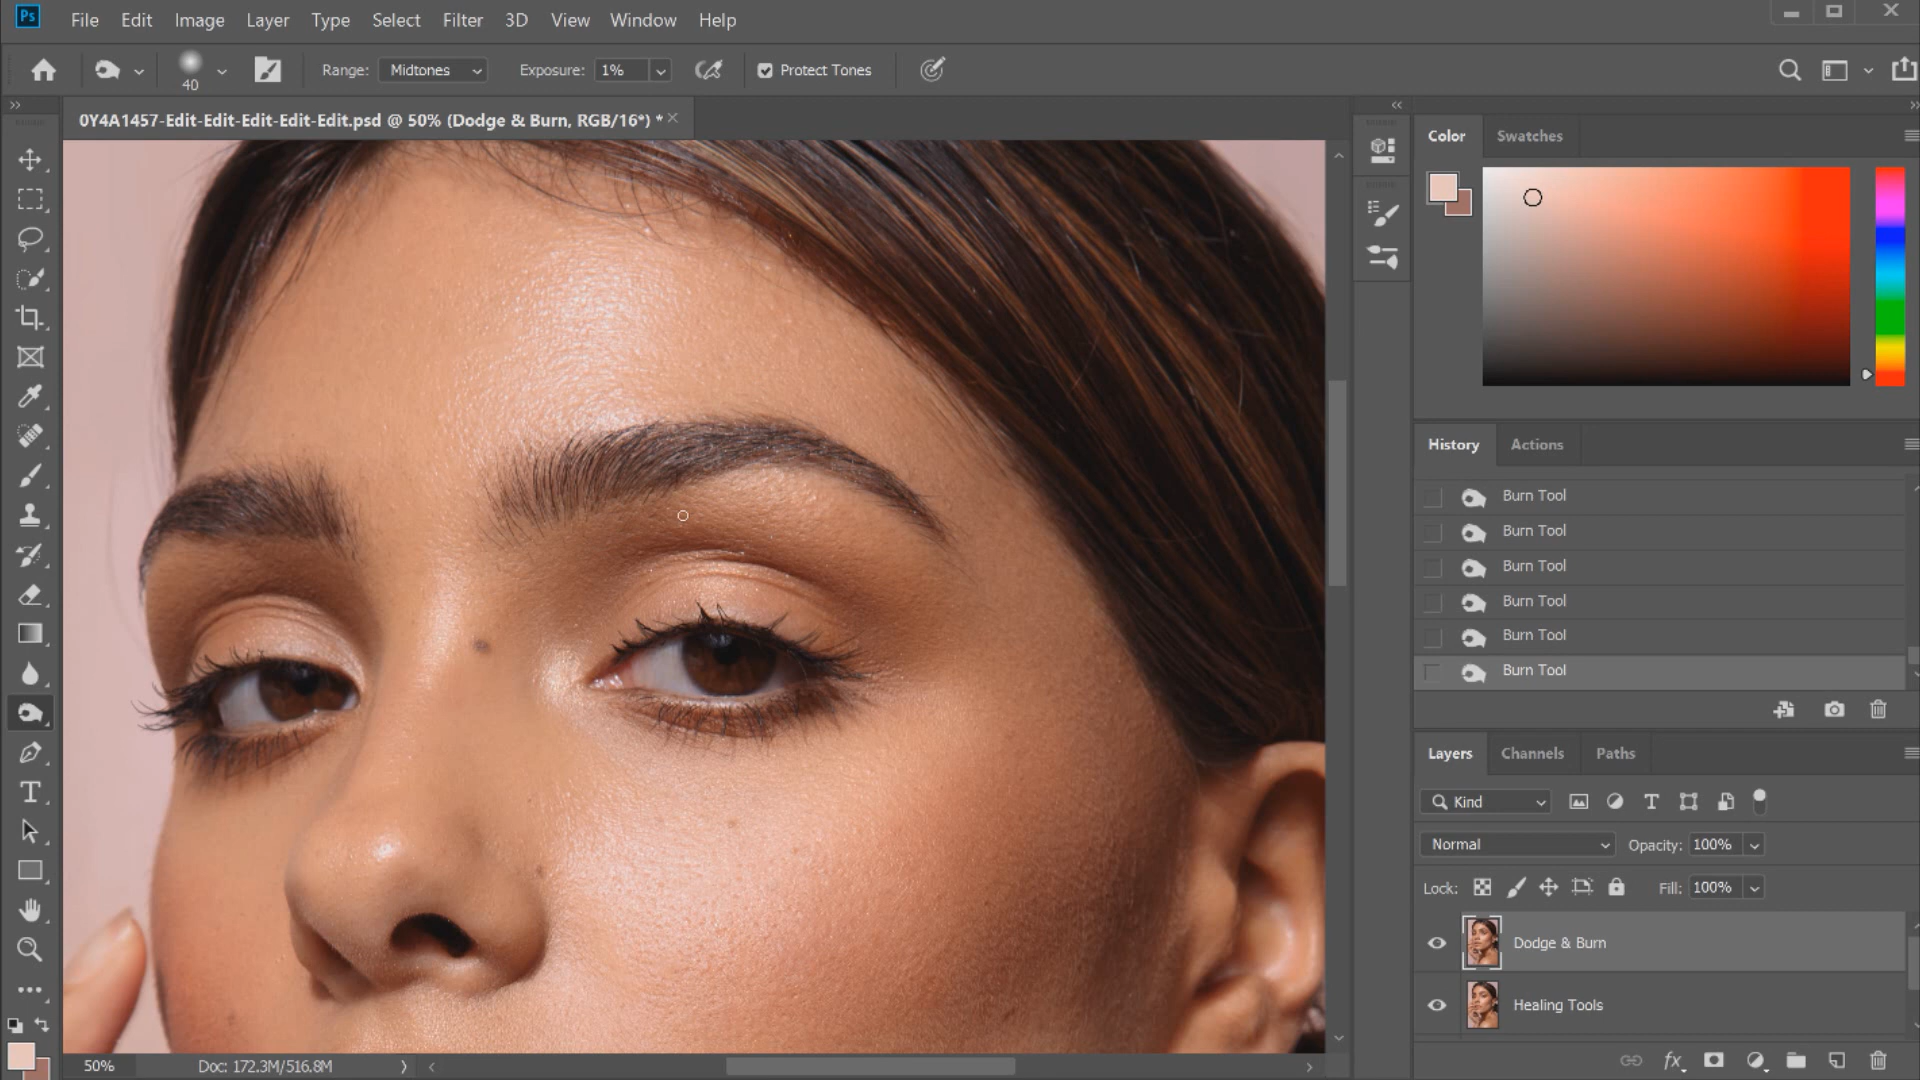 Ps File Edit Image Layer Type Select Filter 3D View Window Help
40 Range: Midtones Exposure: 1% Protect Tones
0Y4A1457-Edit-Edit-Edit-Edit-Edit.psd @ 50% (Dodge & Burn, RGB/16*) *
Color Swatches
History Actions
Burn Tool
Burn Tool
Burn Tool
Burn Tool
Burn Tool
Burn Tool
Layers Channels Paths
Kind
Normal Opacity: 100%
Lock: Fill: 100%
Dodge & Burn
Healing Tools
fx
50% Doc: 172.3M/516.8M